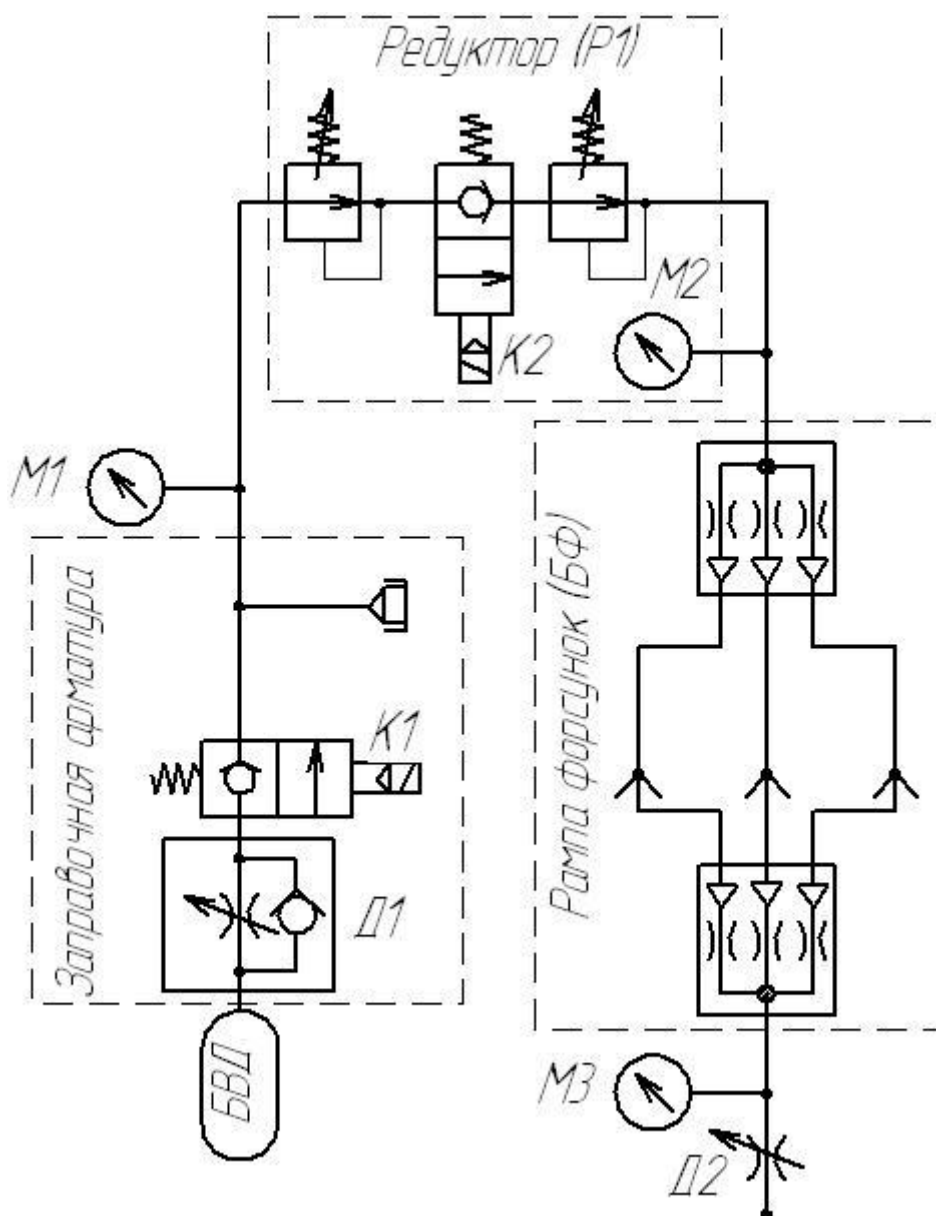 Редуктор (Р1)
М2
К2
М1
Заправочная арматура
К1
Д1
БВД
Рампа форсунок (БФ)
М3
Д2